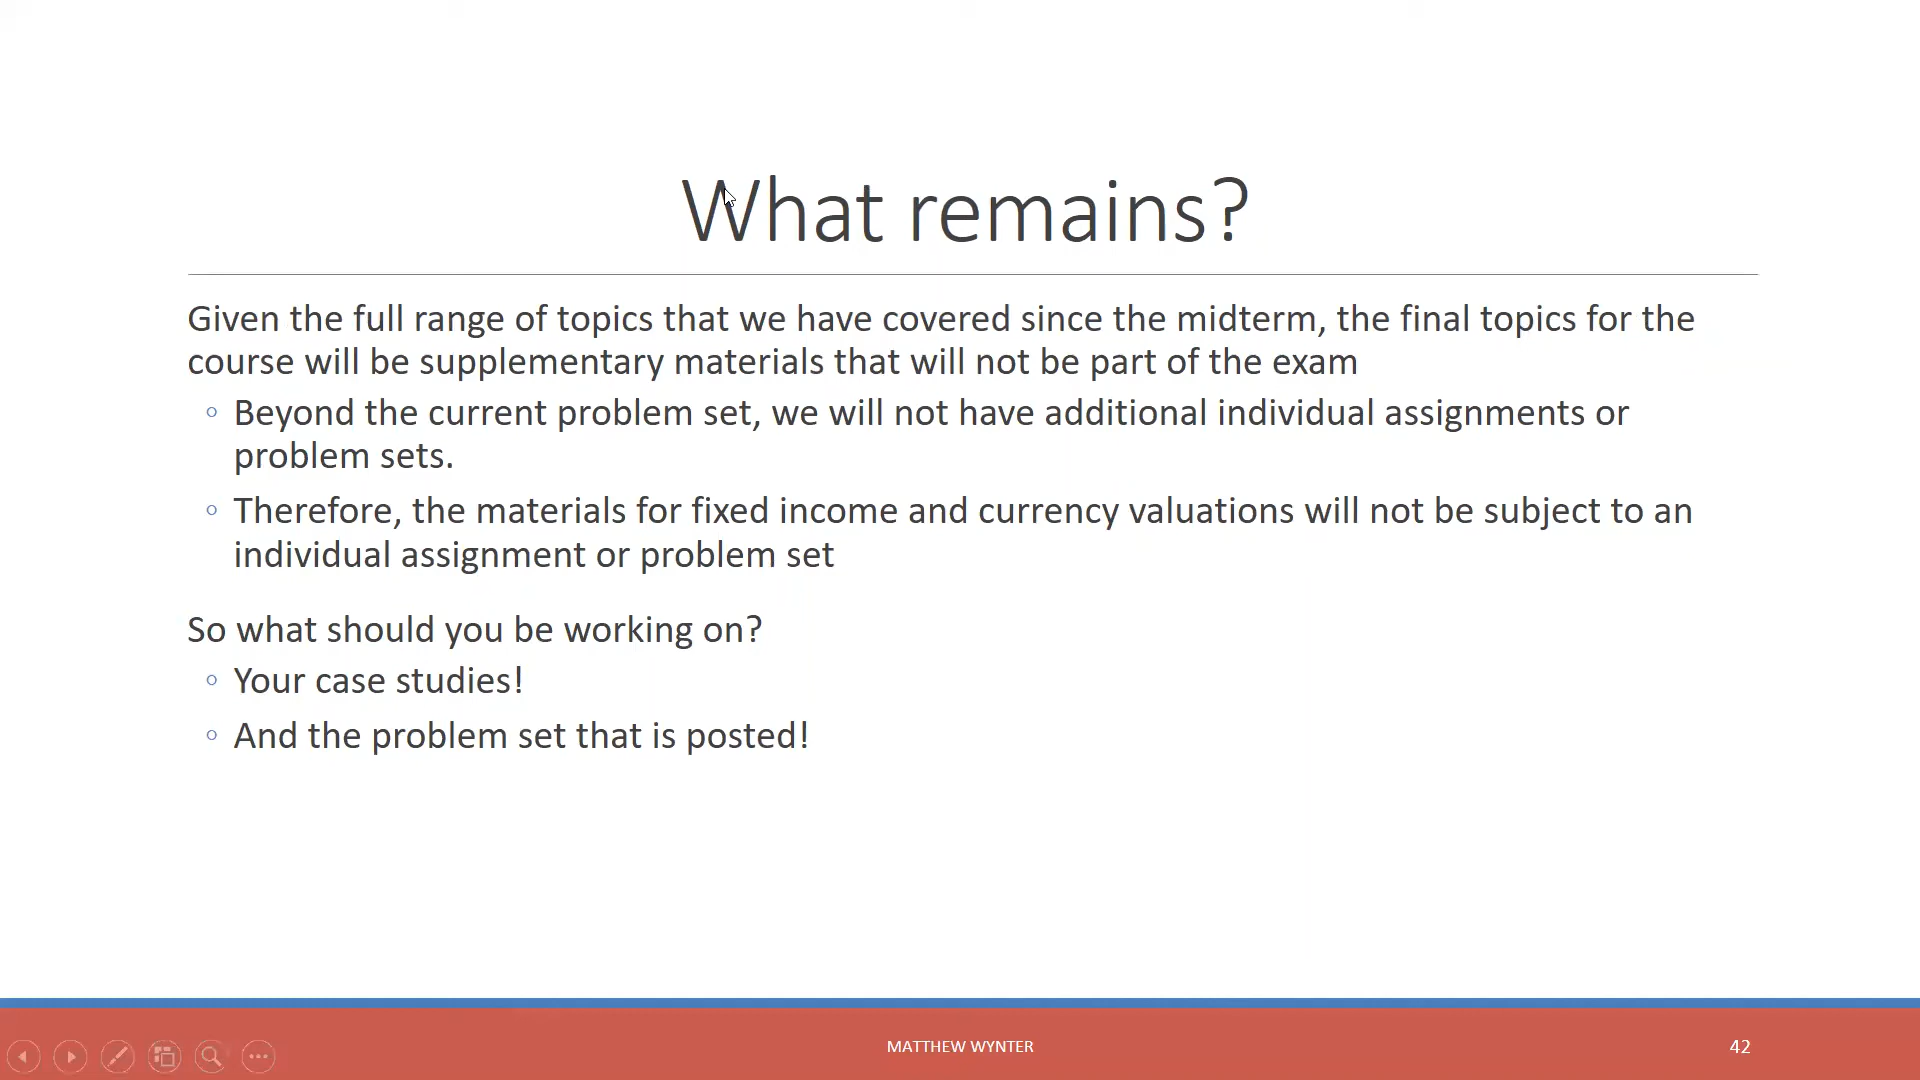 What remains?
Given the full range of topics that we have covered since the midterm, the final topics for the
course will be supplementary materials that will not be part of the exam
◦ Beyond the current problem set, we will not have additional individual assignments or
problem sets.
◦ Therefore, the materials for fixed income and currency valuations will not be subject to an
individual assignment or problem set
So what should you be working on?
◦ Your case studies!
◦ And the problem set that is posted!
MATTHEW WYNTER
42